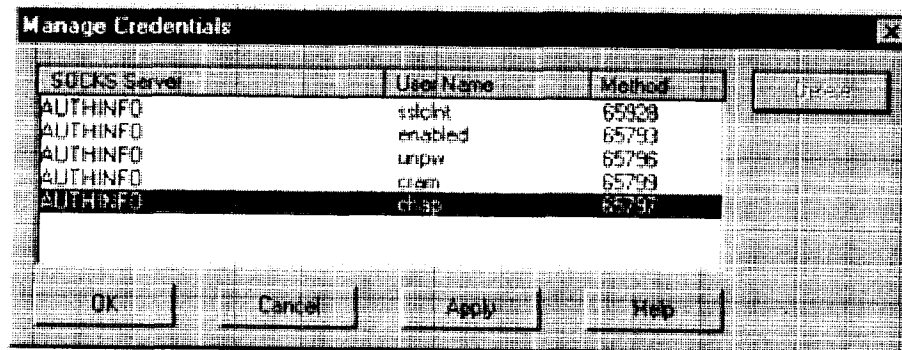 Manage Credentials
SOCKS Server User Name Method
AUTHINFO sslclnt 65928
AUTHINFO enabled 65793
AUTHINFO unpw 65796
AUTHINFO cram 65799
AUTHINFO chap 65797
OK Cancel Apply Help